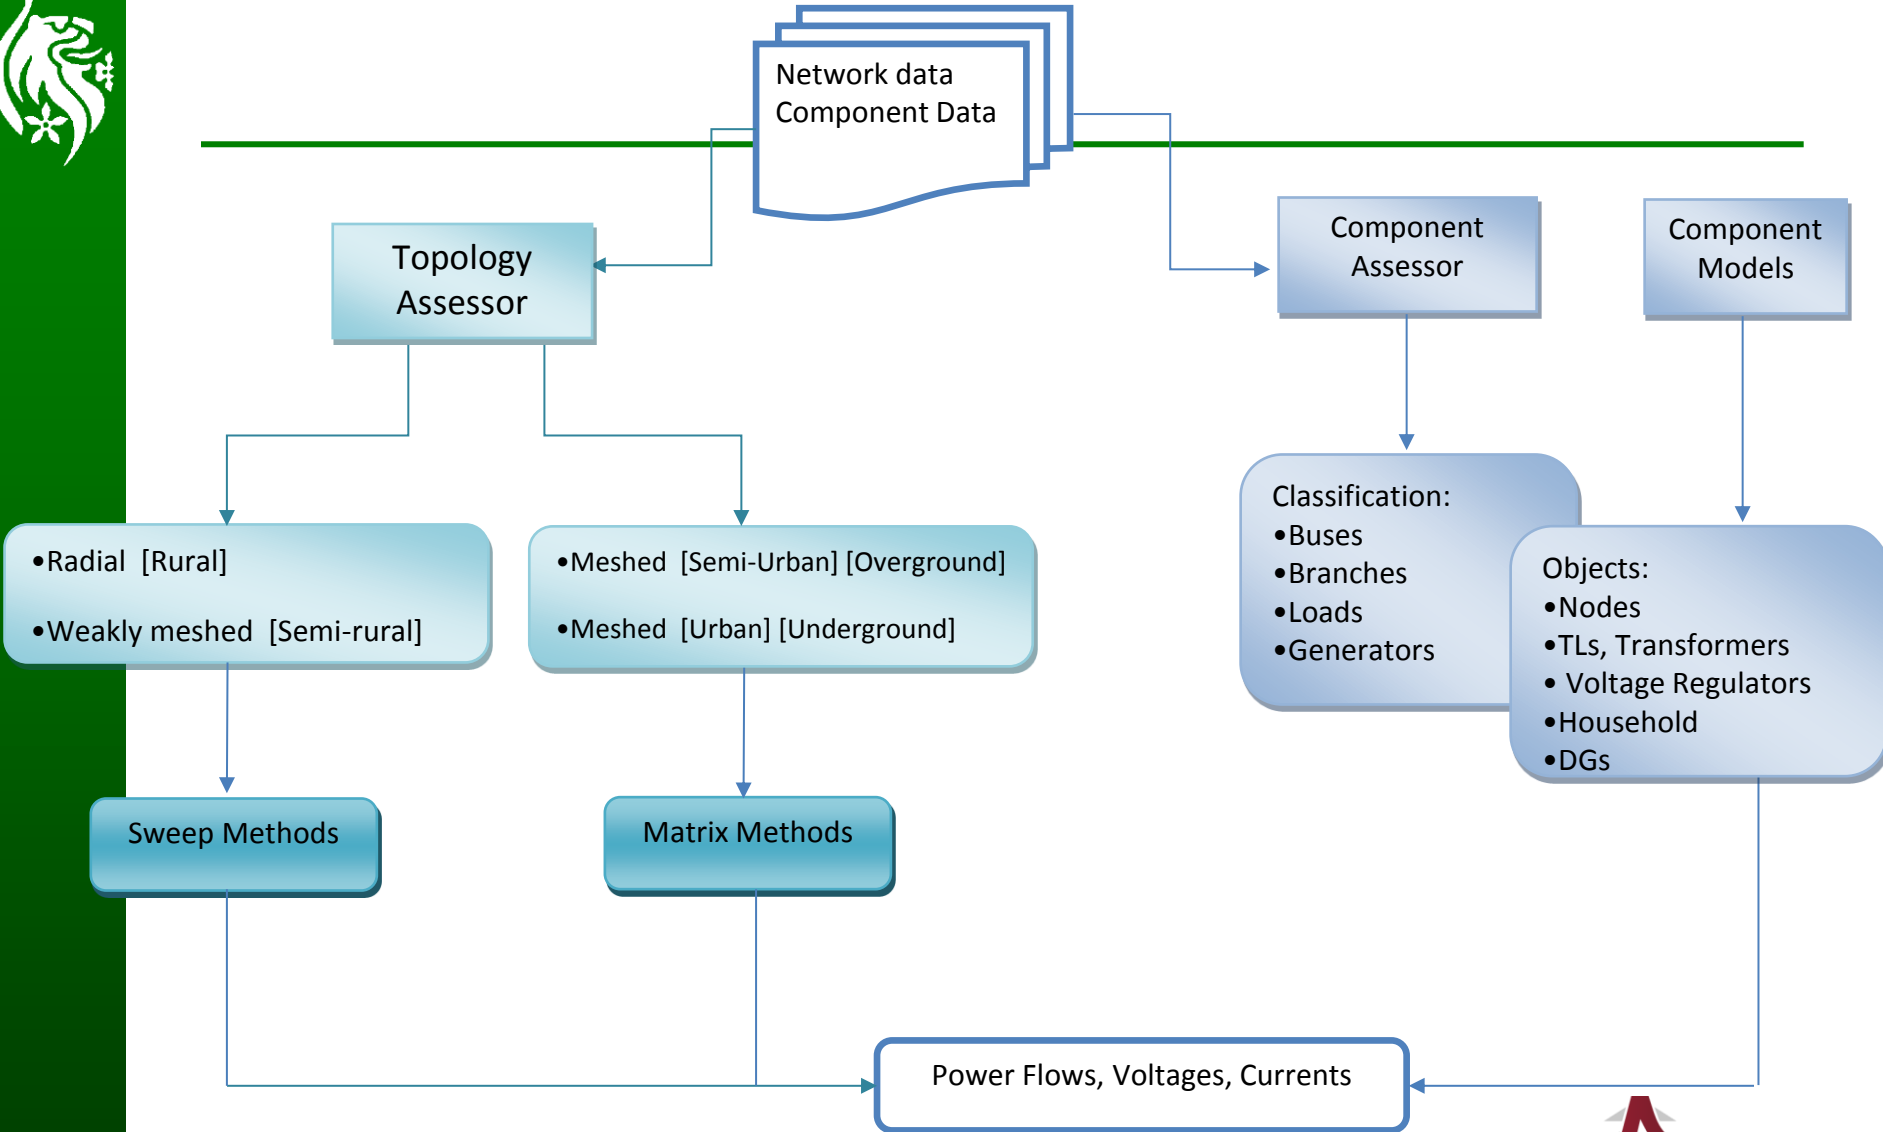 Network data
Component Data
Topology
Assessor
Component
Assessor
Component
Models
•Radial [Rural]
•Weakly meshed [Semi-rural]
•Meshed [Semi-Urban] [Overground]
•Meshed [Urban] [Underground]
Classification:
•Buses
•Branches
•Loads
•Generators
Objects:
•Nodes
•TLs, Transformers
• Voltage Regulators
•Household
•DGs
Sweep Methods
Matrix Methods
Power Flows, Voltages, Currents